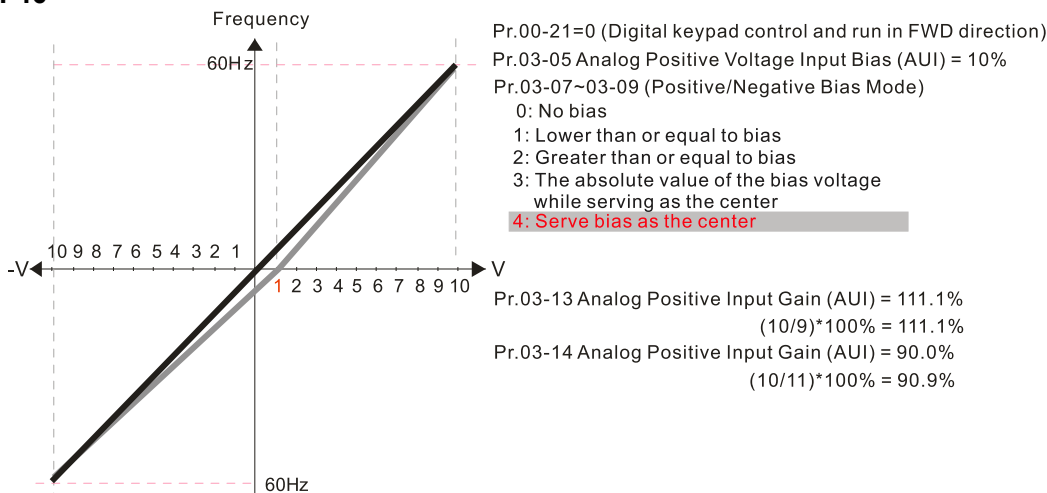 Frequency
60Hz
10 9 8 7 6 5 4 3 2 1
-V
V
1 2 3 4 5 6 7 8 9 10
60Hz
Pr.00-21=0 (Digital keypad control and run in FWD direction)
Pr.03-05 Analog Positive Voltage Input Bias (AUI) = 10%
Pr.03-07~03-09 (Positive/Negative Bias Mode)
0: No bias
1: Lower than or equal to bias
2: Greater than or equal to bias
3: The absolute value of the bias voltage
while serving as the center
4: Serve bias as the center
Pr.03-13 Analog Positive Input Gain (AUI) = 111.1%
(10/9)*100% = 111.1%
Pr.03-14 Analog Positive Input Gain (AUI) = 90.0%
(10/11)*100% = 90.9%